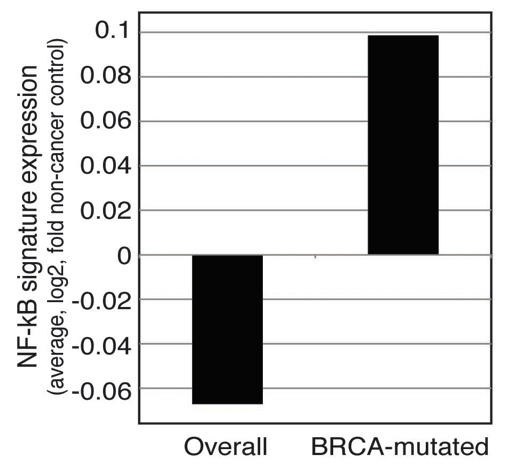 NF-kB signature expression
(average, log2, fold non-cancer control)
0.1
0.08
0.06
0.04
0.02
0
-0.02
-0.04
-0.06
Overall
BRCA-mutated